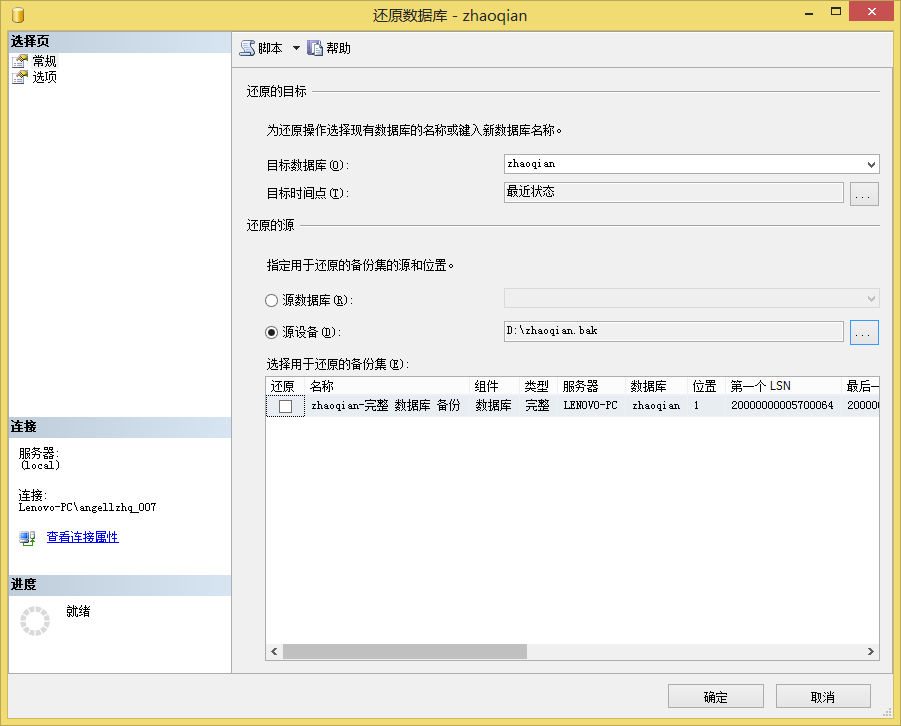 还原数据库 - zhaoqian
选择页
常规
选项
脚本
帮助
还原的目标
为还原操作选择现有数据库的名称或键入新数据库名称。
目标数据库(O):
zhaoqian
目标时间点(T):
最近状态
...
还原的源
指定用于还原的备份集的源和位置。
源数据库(R):
源设备(D):
D:\zhaoqian.bak
...
选择用于还原的备份集(E):
还原 名称 组件 类型 服务器 数据库 位置 第一个 LSN 最后一
zhaoqian-完整 数据库 备份 数据库 完整 LENOVO-PC zhaoqian 1 20000000005700064 20000
连接
服务器:
(local)
连接:
Lenovo-PC\angellzhq_007
查看连接属性
进度
就绪
确定
取消